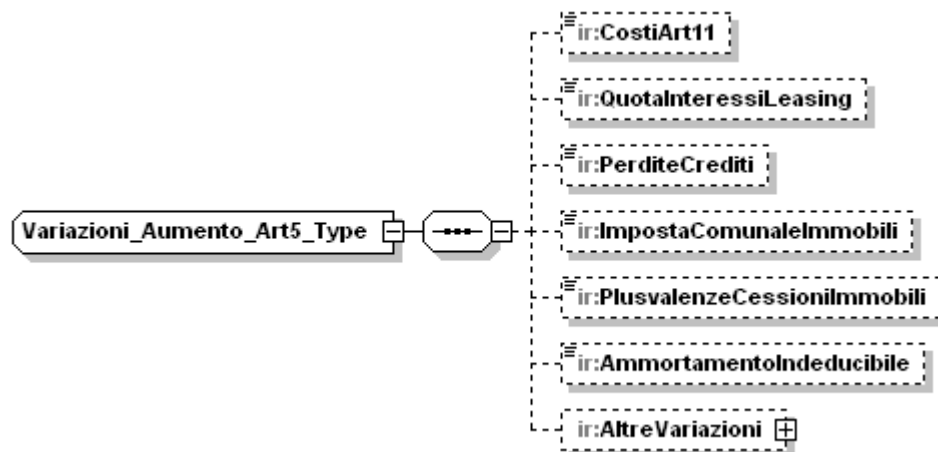 ir:CostiArt11
ir:QuotaInteressiLeasing
ir:PerditeCrediti
Variazioni_Aumento_Art5_Type
ir:ImpostaComunaleImmobili
ir:PlusvalenzeCessioniImmobili
ir:AmmortamentoIndeducibile
ir:AltreVariazioni